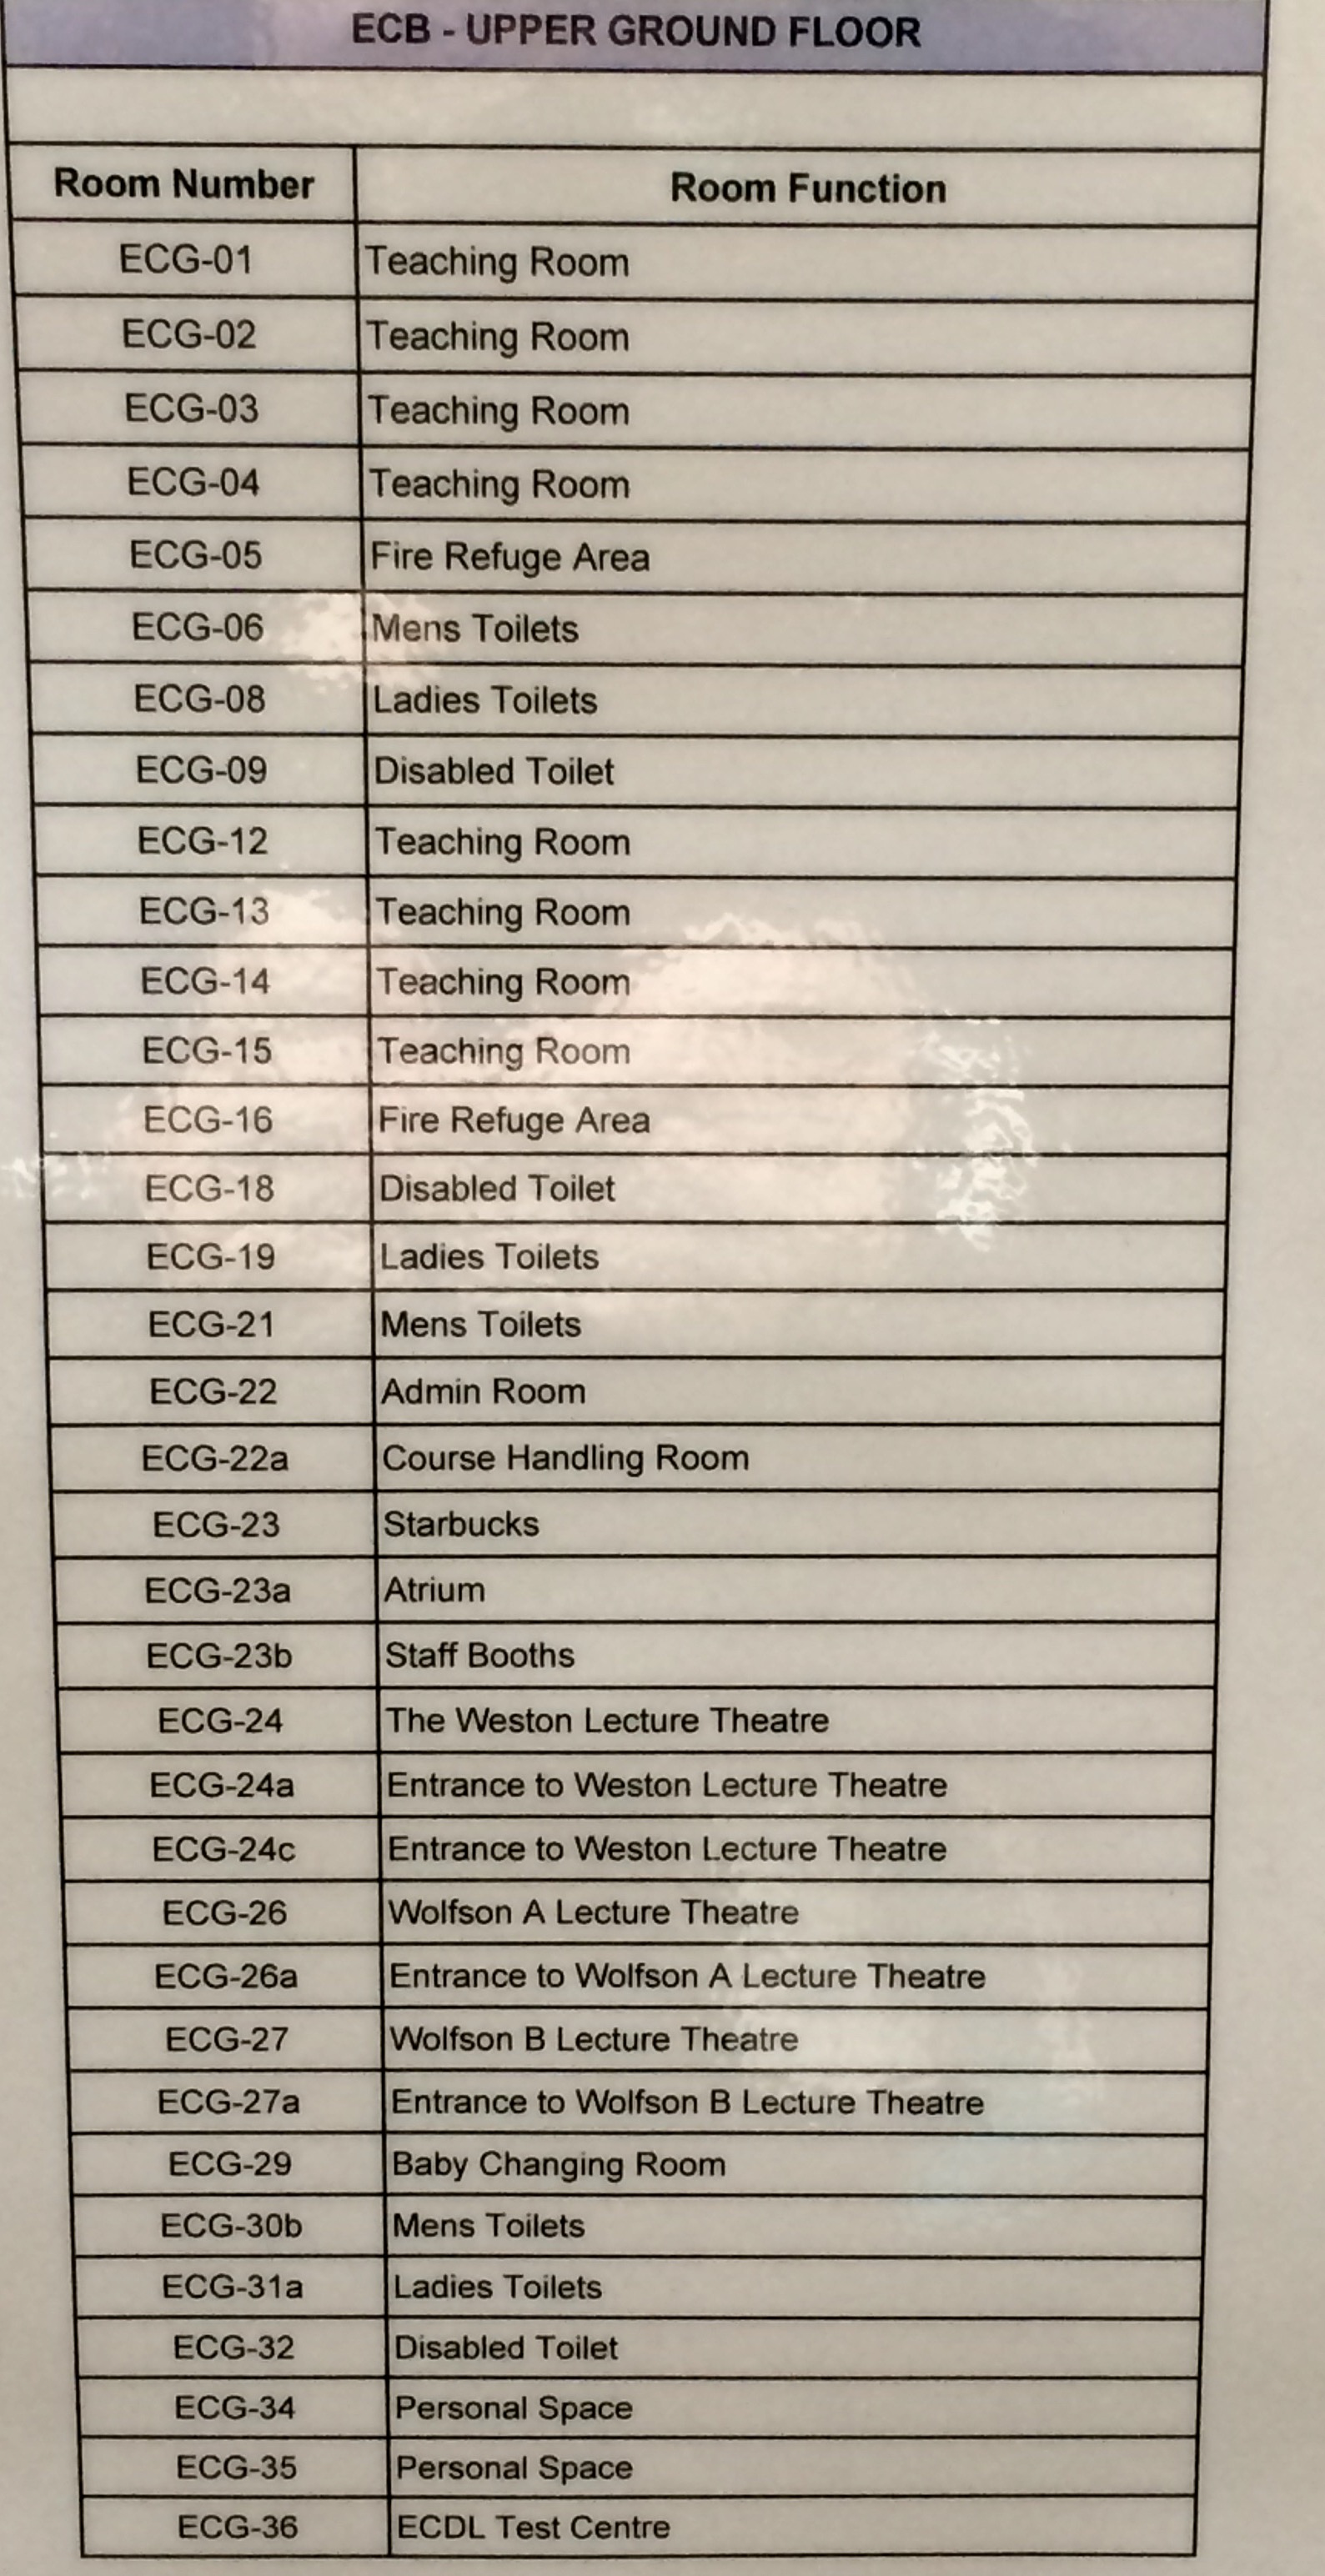 ECB - UPPER GROUND FLOOR
Room Number Room Function
ECG-01 Teaching Room
ECG-02 Teaching Room
ECG-03 Teaching Room
ECG-04 Teaching Room
ECG-05 Fire Refuge Area
ECG-06 Mens Toilets
ECG-08 Ladies Toilets
ECG-09 Disabled Toilet
ECG-12 Teaching Room
ECG-13 Teaching Room
ECG-14 Teaching Room
ECG-15 Teaching Room
ECG-16 Fire Refuge Area
ECG-18 Disabled Toilet
ECG-19 Ladies Toilets
ECG-21 Mens Toilets
ECG-22 Admin Room
ECG-22a Course Handling Room
ECG-23 Starbucks
ECG-23a Atrium
ECG-23b Staff Booths
ECG-24 The Weston Lecture Theatre
ECG-24a Entrance to Weston Lecture Theatre
ECG-24c Entrance to Weston Lecture Theatre
ECG-26 Wolfson A Lecture Theatre
ECG-26a Entrance to Wolfson A Lecture Theatre
ECG-27 Wolfson B Lecture Theatre
ECG-27a Entrance to Wolfson B Lecture Theatre
ECG-29 Baby Changing Room
ECG-30b Mens Toilets
ECG-31a Ladies Toilets
ECG-32 Disabled Toilet
ECG-34 Personal Space
ECG-35 Personal Space
ECG-36 ECDL Test Centre